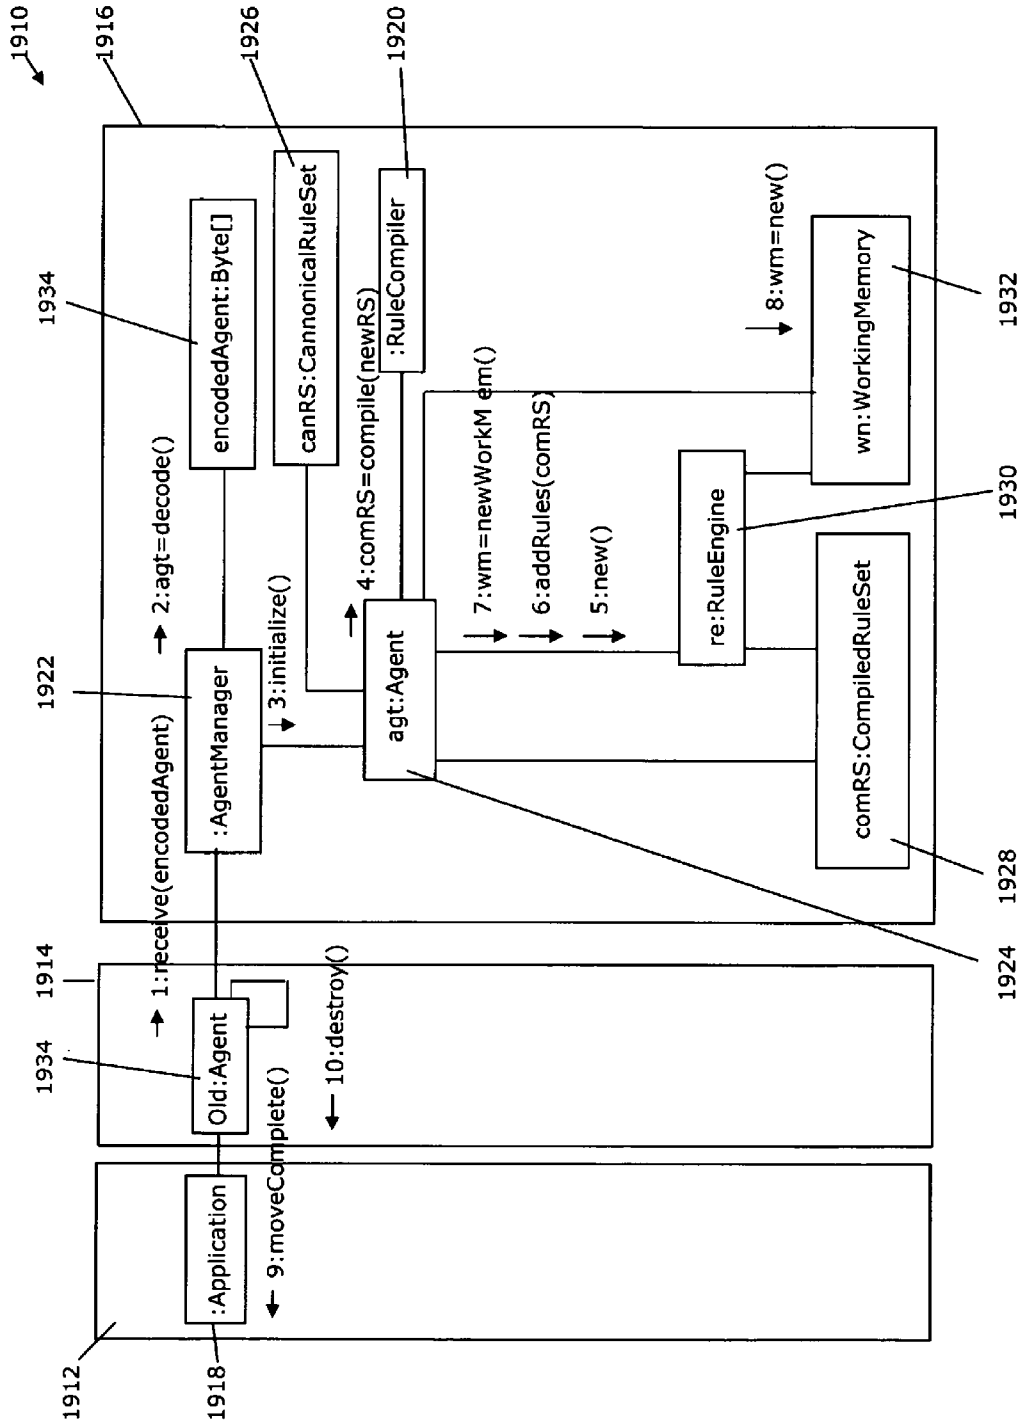 1910
1916
1926
1920
1934
encodedAgent:Byte[]
canRS:CannonicalRuleSet
:RuleCompiler
8:wm=new()
wn:WorkingMemory
1932
2:agt=decode()
4:comRS=compile(newRS)
7:wm=newWorkM em()
6:addRules(comRS)
5:new()
re:RuleEngine
1930
1922
:AgentManager
3:initialize()
agt:Agent
comRS:CompiledRuleSet
1928
1924
1:receive(encodedAgent)
1914
1934
Old:Agent
10:destroy()
9:moveComplete()
:Application
1912
1918